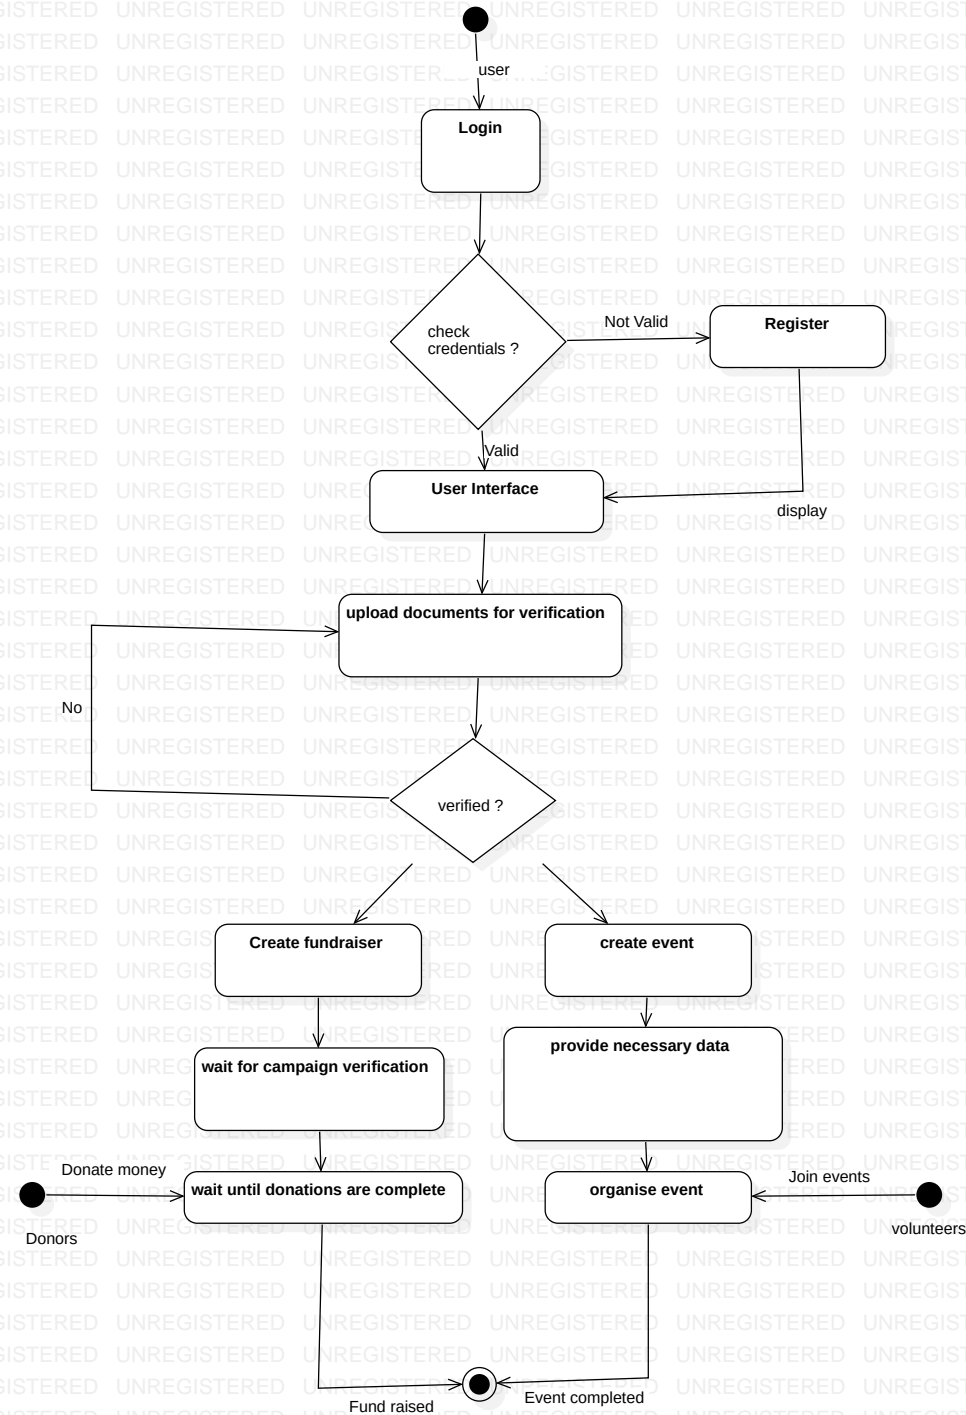 user
Login
check
credentials ?
Not Valid
Register
Valid
User Interface
display
upload documents for verification
No
verified ?
Create fundraiser
create event
wait for campaign verification
provide necessary data
Donate money
wait until donations are complete
organise event
Join events
Donors
volunteers
Fund raised
Event completed
UNREGISTERED